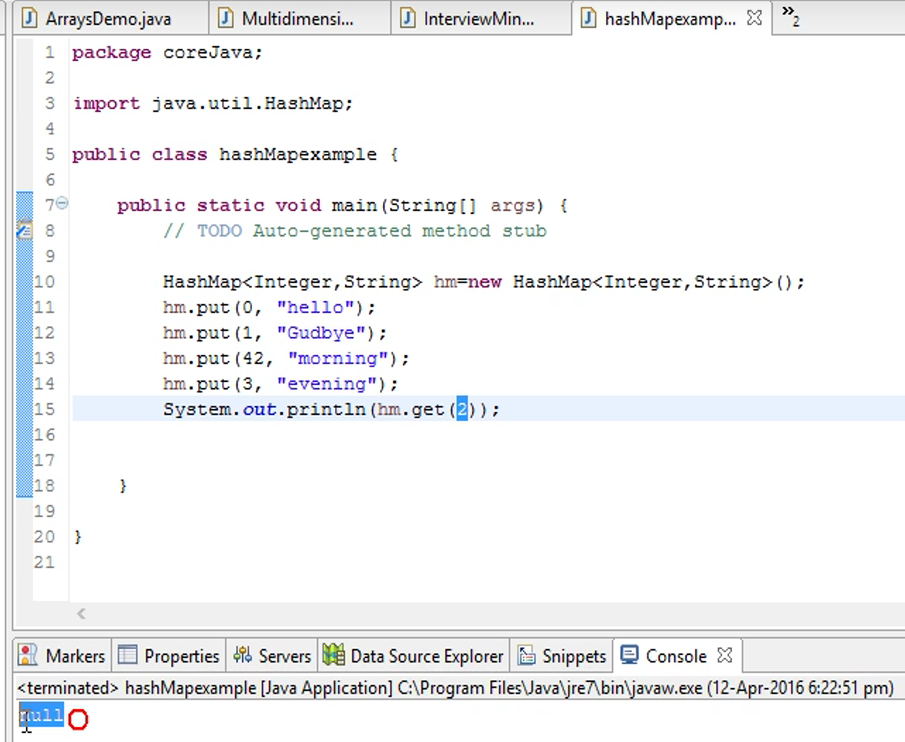 ArraysDemo.java Multidimensi... InterviewMin... hashMapexamp... »2
1 package coreJava;
2
3 import java.util.HashMap;
4
5 public class hashMapexample {
6
7 public static void main(String[] args) {
8 // TODO Auto-generated method stub
9
10 HashMap<Integer,String> hm=new HashMap<Integer,String>();
11 hm.put(0, "hello");
12 hm.put(1, "Gudbye");
13 hm.put(42, "morning");
14 hm.put(3, "evening");
15 System.out.println(hm.get(2));
16
17
18 }
19
20 }
21
Markers Properties Servers Data Source Explorer Snippets Console
<terminated> hashMapexample [Java Application] C:\Program Files\Java\jre7\bin\javaw.exe (12-Apr-2016 6:22:51 pm)
null